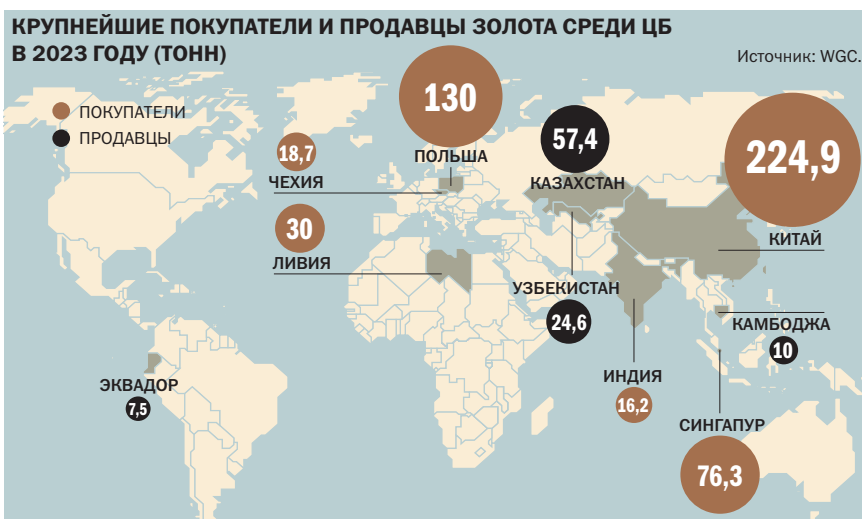 КРУПНЕЙШИЕ ПОКУПАТЕЛИ И ПРОДАВЦЫ ЗОЛОТА СРЕДИ ЦБ
В 2023 ГОДУ (ТОНН)
Источник: WGC.
ПОКУПАТЕЛИ
ПРОДАВЦЫ
130
ПОЛЬША
57,4
КАЗАХСТАН
224,9
КИТАЙ
18,7
ЧЕХИЯ
30
ЛИВИЯ
УЗБЕКИСТАН
24,6
КАМБОДЖА
10
ЭКВАДОР
7,5
ИНДИЯ
16,2
СИНГАПУР
76,3